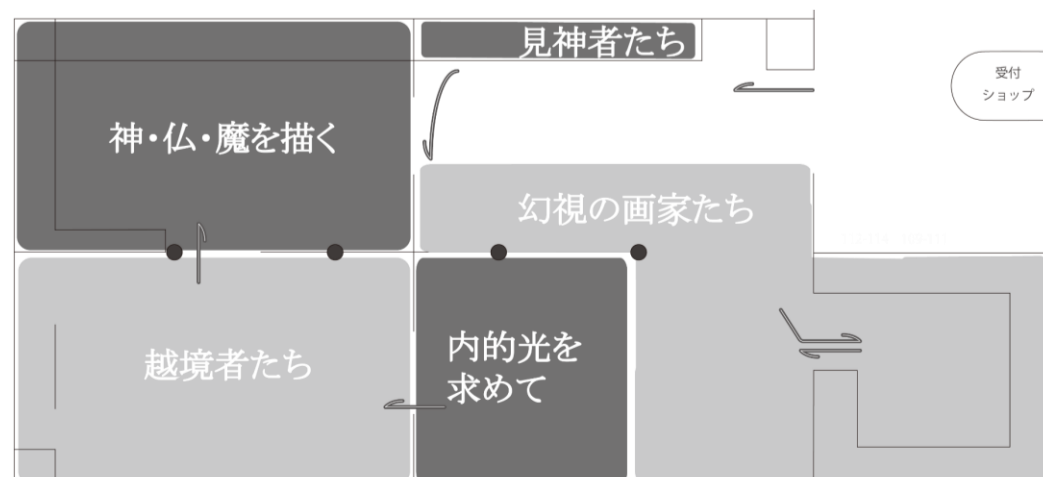 見神者たち
受付
ショップ
神・仏・魔を描く
幻視の画家たち
内的光を
求めて
越境者たち